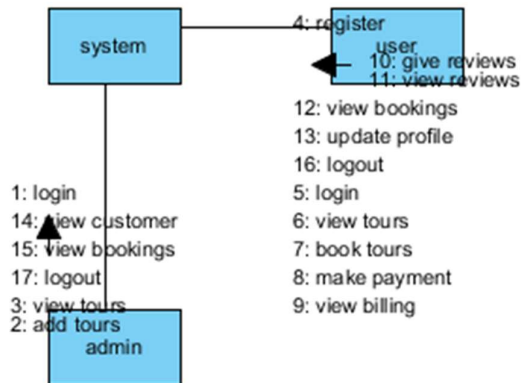 system
4: register
user
10: give reviews
11: view reviews
12: view bookings
13: update profile
16: logout
5: login
6: view tours
7: book tours
8: make payment
9: view billing
1: login
14: view customer
15: view bookings
17: logout
3: view tours
2: add tours
admin